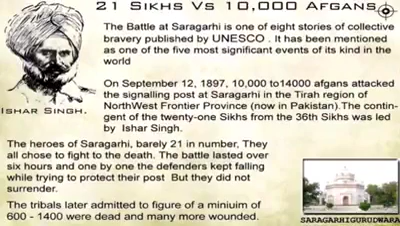 21 SIKHS VS 10,000 AFGANS
The Battle at Saragarhi is one of eight stories of collective
bravery published by UNESCO . It has been mentioned
as one of the five most significant events of its kind in the
world
On September 12, 1897, 10,000 to14000 afgans attacked
the signalling post at Saragarhi in the Tirah region of
NorthWest Frontier Province (now in Pakistan).The contin-
gent of the twenty-one Sikhs from the 36th Sikhs was led
by Ishar Singh.
ISHAR SINGH.
The heroes of Saragarhi, barely 21 in number, They
all chose to fight to the death. The battle lasted over
six hours and one by one the defenders kept falling
while trying to protect their post But they did not
surrender.
The tribals later admitted to figure of a miniium of
600 - 1400 were dead and many more wounded.
SARAGARHIGURUDWARA